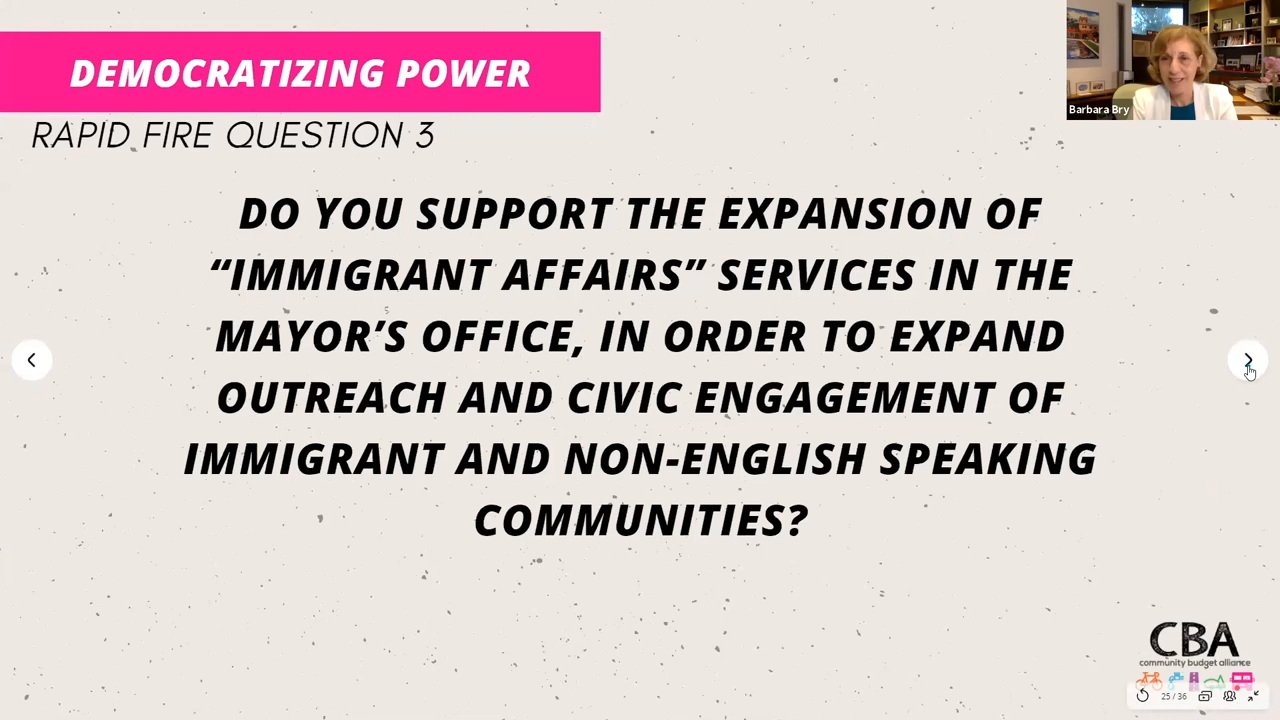 DEMOCRATIZING POWER
RAPID FIRE QUESTION 3
Barbara Bry
DO YOU SUPPORT THE EXPANSION OF
“IMMIGRANT AFFAIRS” SERVICES IN THE
MAYOR’S OFFICE, IN ORDER TO EXPAND
OUTREACH AND CIVIC ENGAGEMENT OF
IMMIGRANT AND NON-ENGLISH SPEAKING
COMMUNITIES?
CBA
community budget alliance
25 / 36